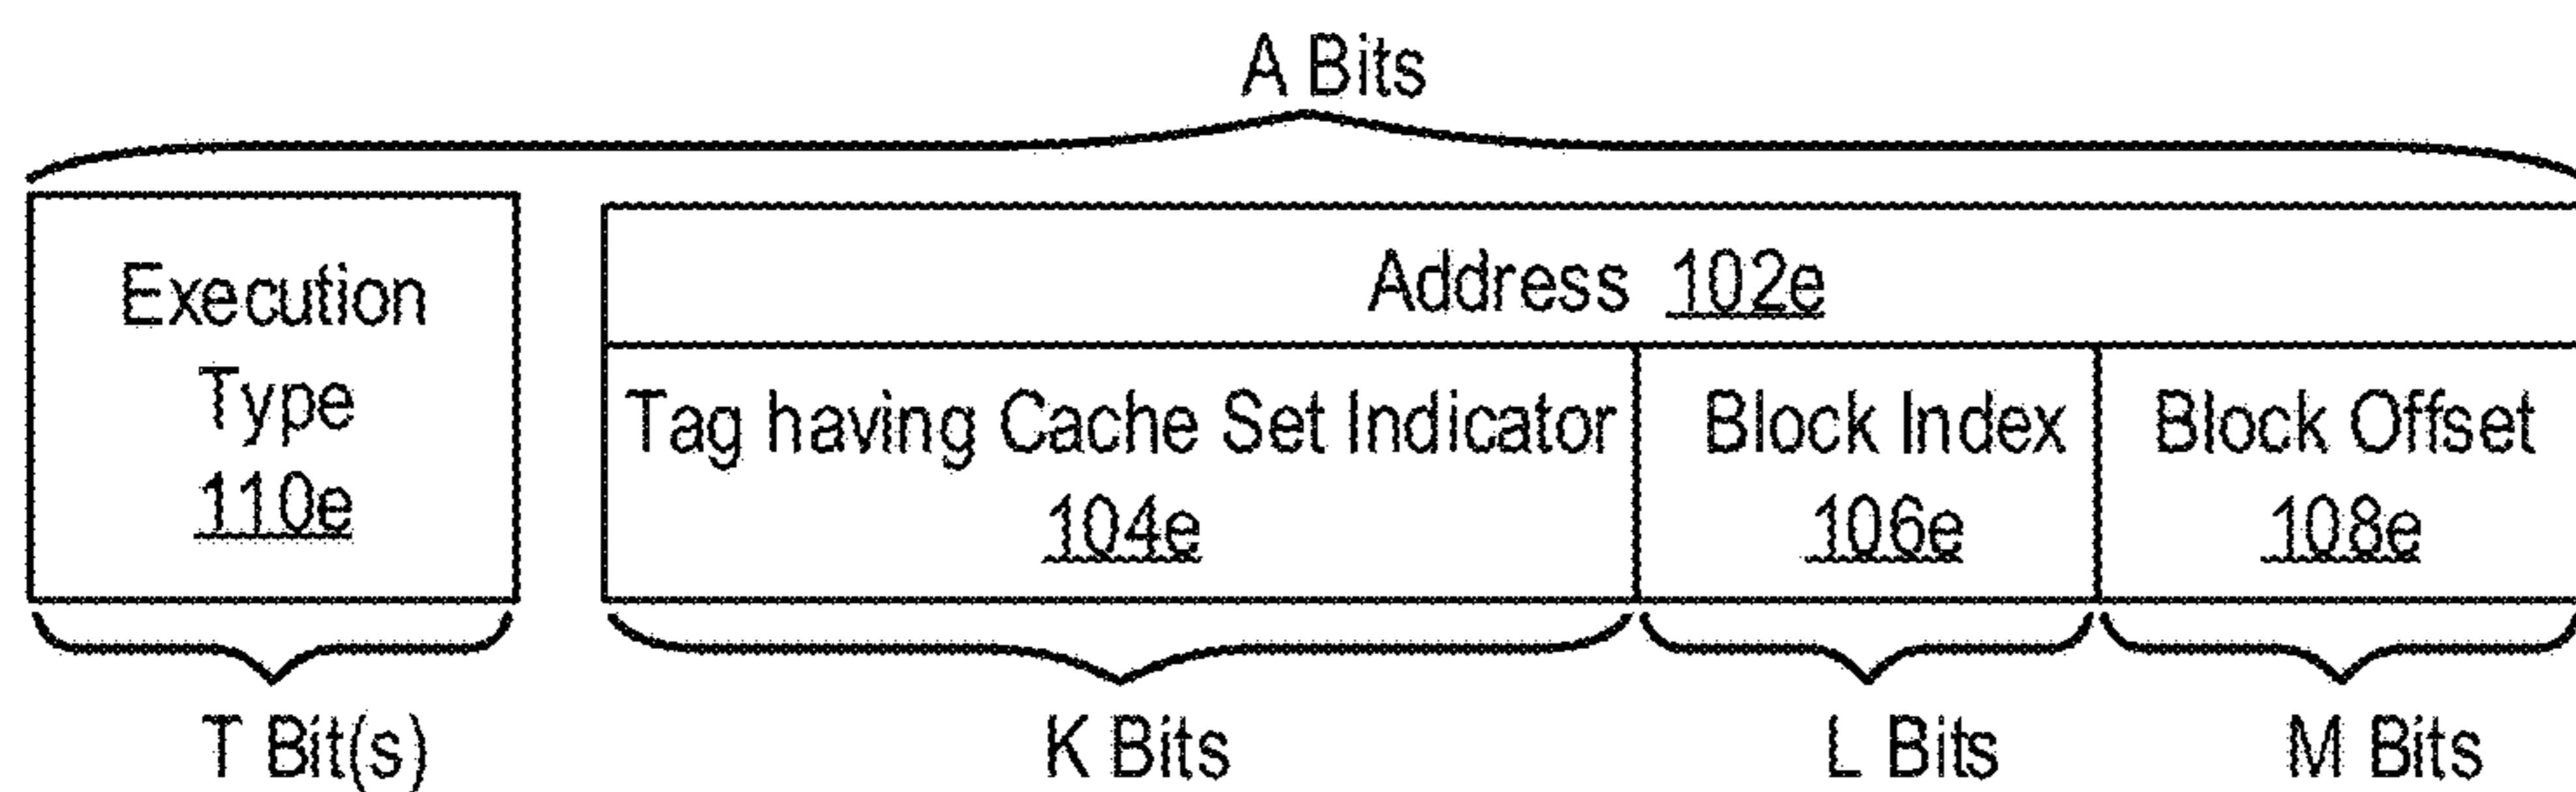 A Bits
Execution
Type
110e
Address 102e
Tag having Cache Set Indicator
104e
Block Index
106e
Block Offset
108e
T Bit(s)
K Bits
L Bits
M Bits